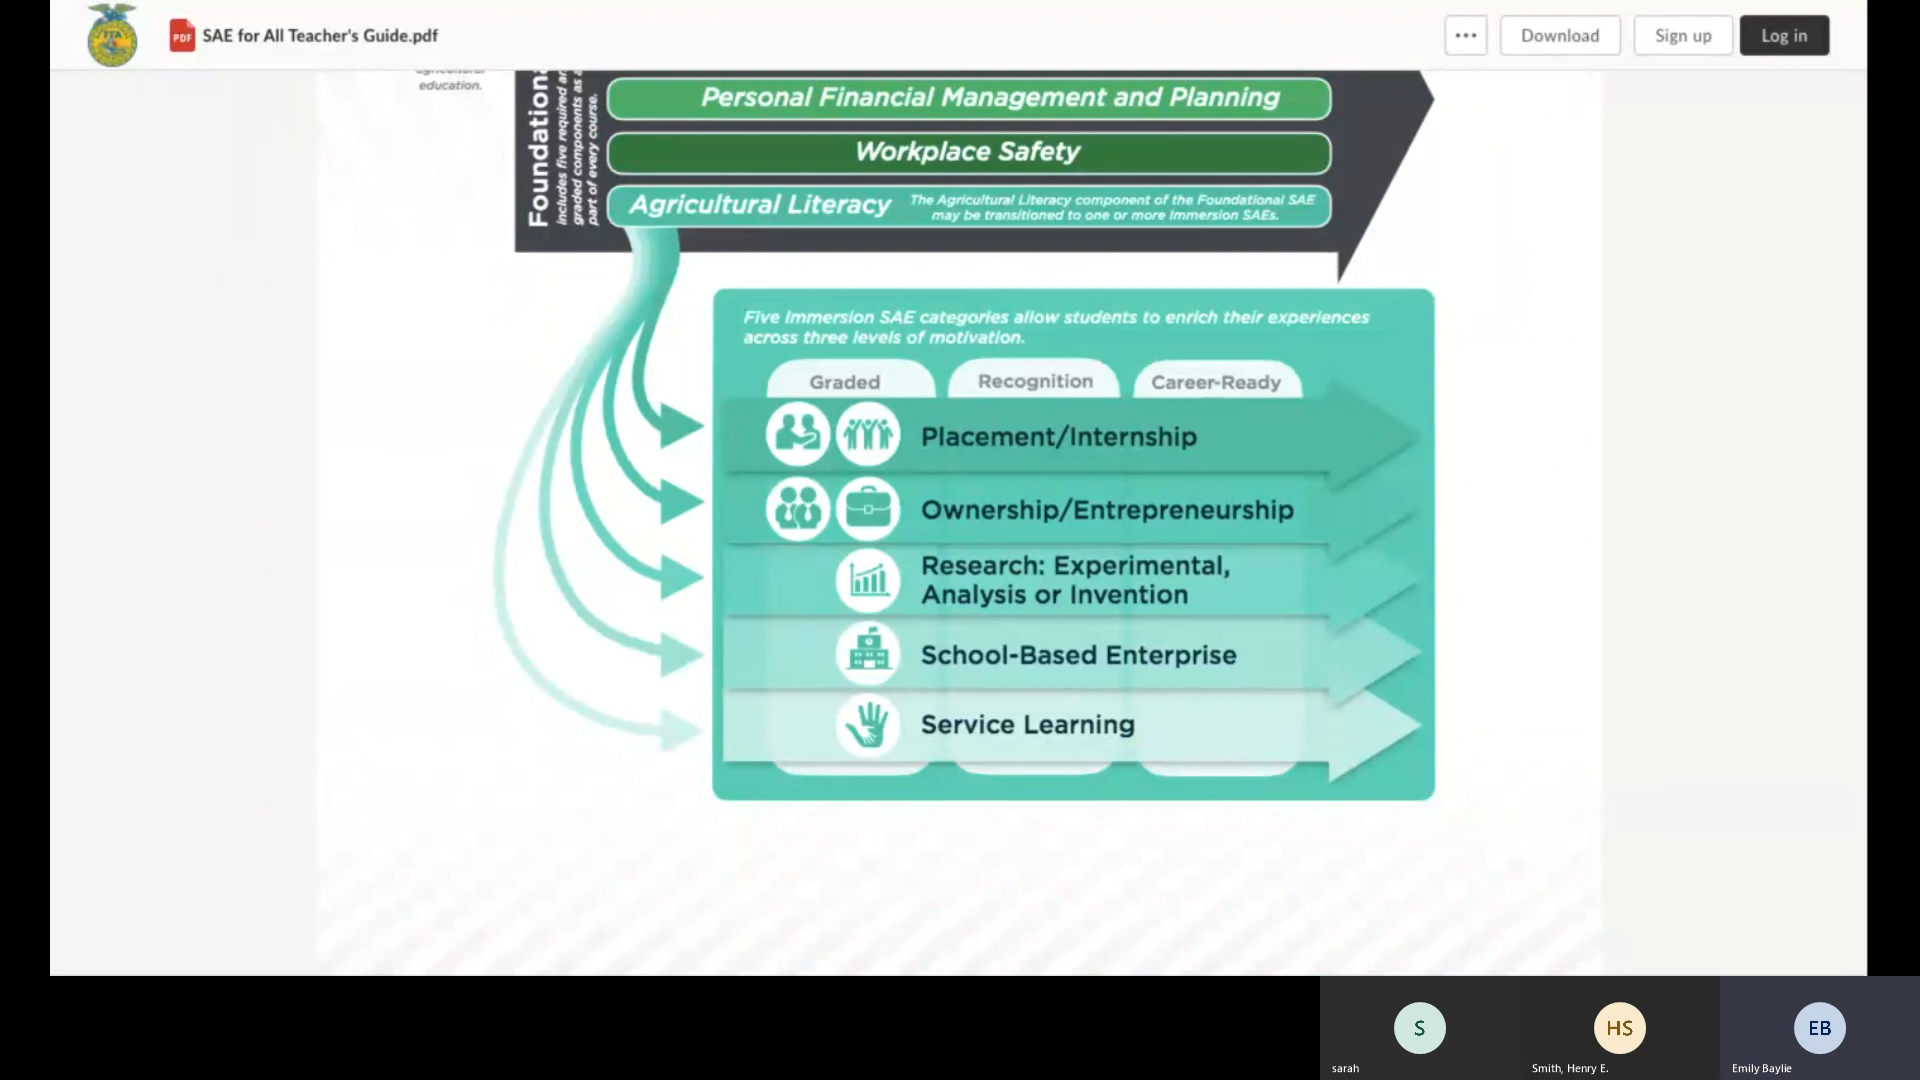 FFA
PDF SAE for All Teacher's Guide.pdf
Download
Sign up
Log in
agricultural
education.
Foundational
includes five required and
graded components as a
part of every course.
Personal Financial Management and Planning
Workplace Safety
Agricultural Literacy
The Agricultural Literacy component of the Foundational SAE
may be transitioned to one or more Immersion SAEs.
Five Immersion SAE categories allow students to enrich their experiences
across three levels of motivation.
Graded
Recognition
Career-Ready
Placement/Internship
Ownership/Entrepreneurship
Research: Experimental,
Analysis or Invention
School-Based Enterprise
Service Learning
S
HS
EB
sarah
Smith, Henry E.
Emily Baylie